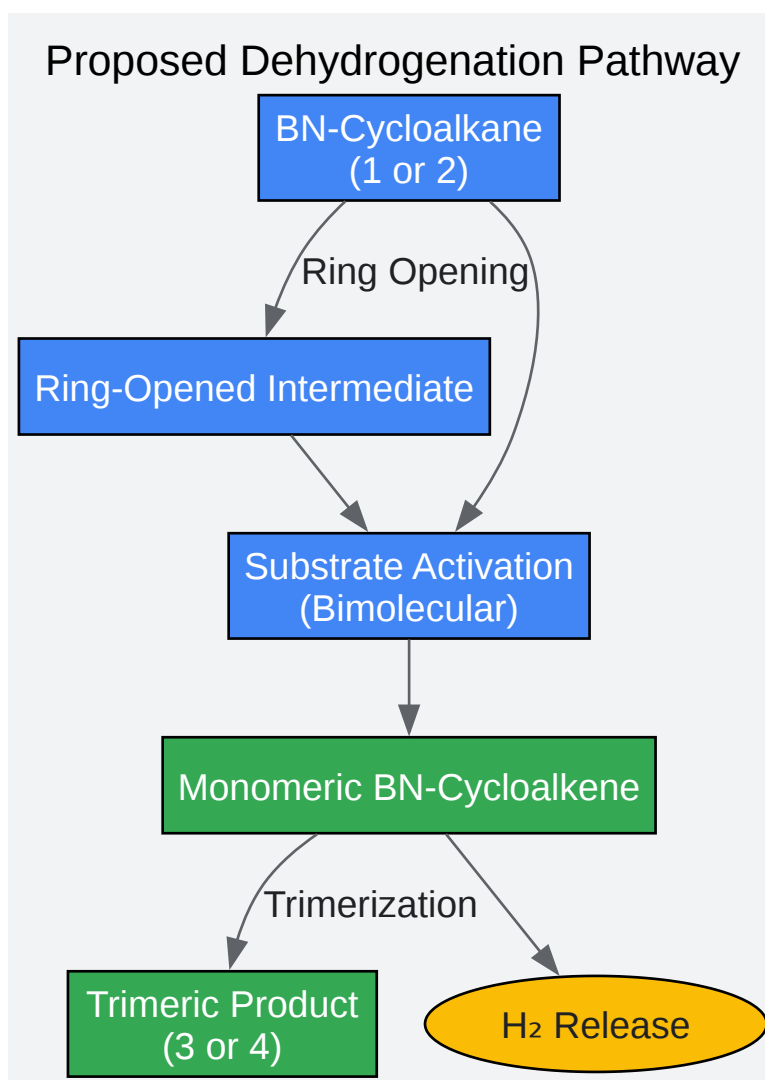 Proposed Dehydrogenation Pathway
BN-Cycloalkane
(1 or 2)
Ring Opening
Ring-Opened Intermediate
Substrate Activation
(Bimolecular)
Monomeric BN-Cycloalkene
Trimerization
Trimeric Product
(3 or 4)
H₂ Release